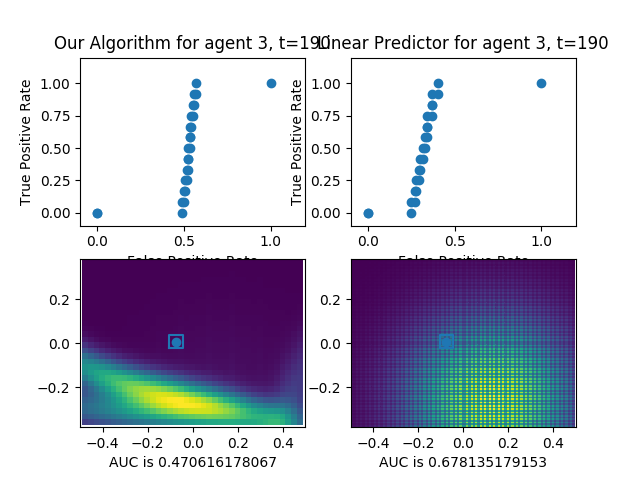 Our Algorithm for agent 3, t=190
Linear Predictor for agent 3, t=190
True Positive Rate
1.00
0.75
0.50
0.25
0.00
0.0 0.5 1.0
False Positive Rate
True Positive Rate
1.00
0.75
0.50
0.25
0.00
0.0 0.5 1.0
False Positive Rate
0.2
0.0
−0.2
−0.4 −0.2 0.0 0.2 0.4
AUC is 0.470616178067
0.2
0.0
−0.2
−0.4 −0.2 0.0 0.2 0.4
AUC is 0.678135179153